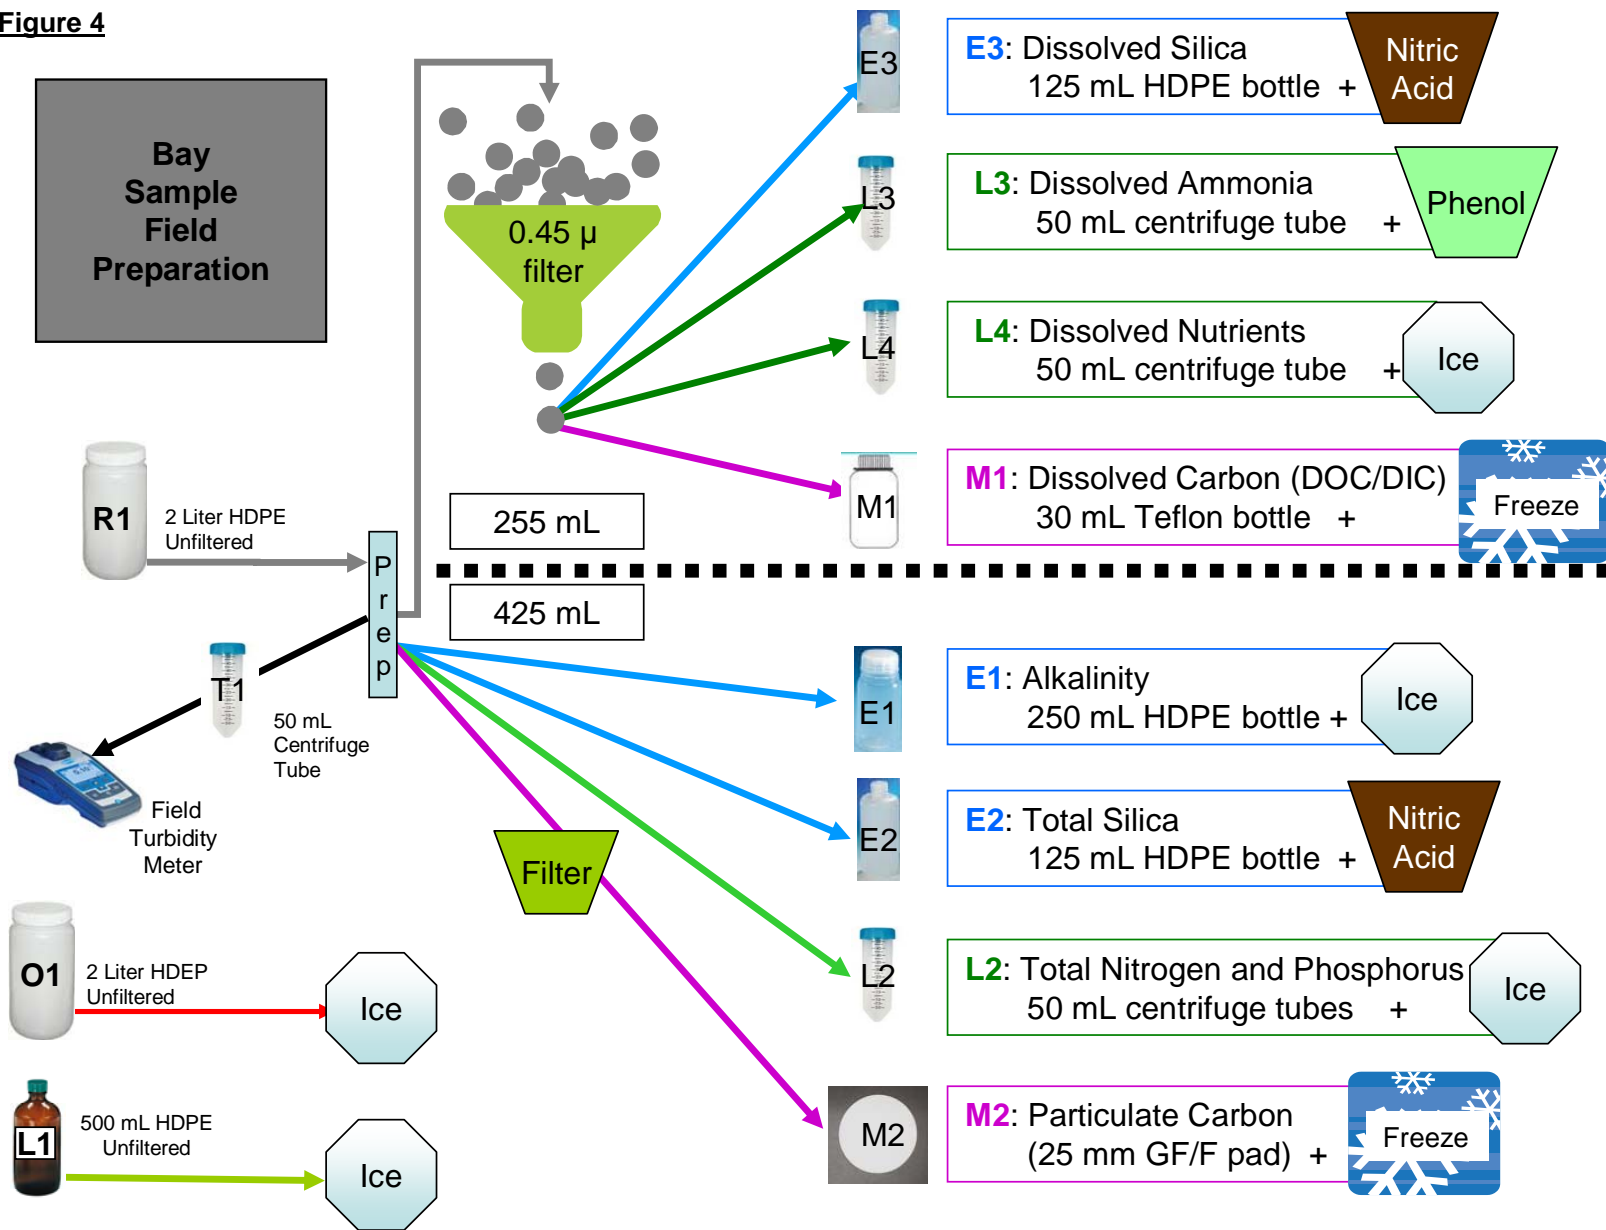 Figure 4
Bay
Sample
Field
Preparation
0.45 µ
filter
E3
E3: Dissolved Silica
125 mL HDPE bottle +
Nitric
Acid
L3
L3: Dissolved Ammonia
50 mL centrifuge tube +
Phenol
L4
L4: Dissolved Nutrients
50 mL centrifuge tube +
Ice
M1
M1: Dissolved Carbon (DOC/DIC)
30 mL Teflon bottle +
Freeze
R1
2 Liter HDPE
Unfiltered
Prep
255 mL
425 mL
T1
50 mL
Centrifuge
Tube
Field
Turbidity
Meter
E1
E1: Alkalinity
250 mL HDPE bottle +
Ice
E2
E2: Total Silica
125 mL HDPE bottle +
Nitric
Acid
Filter
L2
L2: Total Nitrogen and Phosphorus
50 mL centrifuge tubes +
Ice
M2
M2: Particulate Carbon
(25 mm GF/F pad) +
Freeze
O1
2 Liter HDEP
Unfiltered
Ice
L1
500 mL HDPE
Unfiltered
Ice